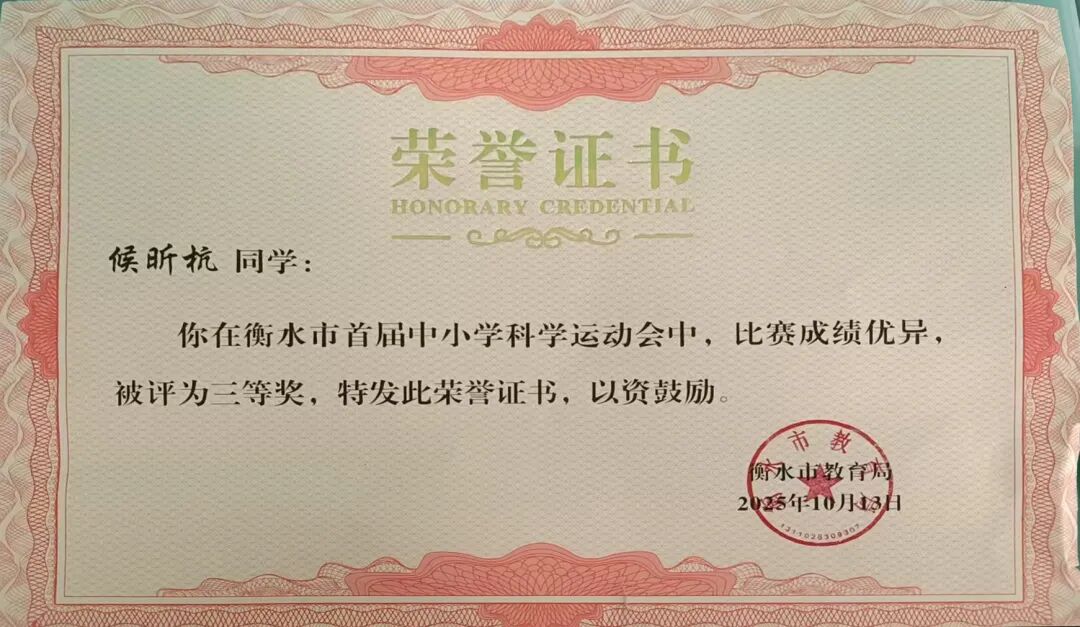 荣誉证书
HONORARY CREDENTIAL
候昕杭 同学：
你在衡水市首届中小学科学运动会中，比赛成绩优异，
被评为三等奖，特发此荣誉证书，以资鼓励。
衡水市教育局
2025年10月13日